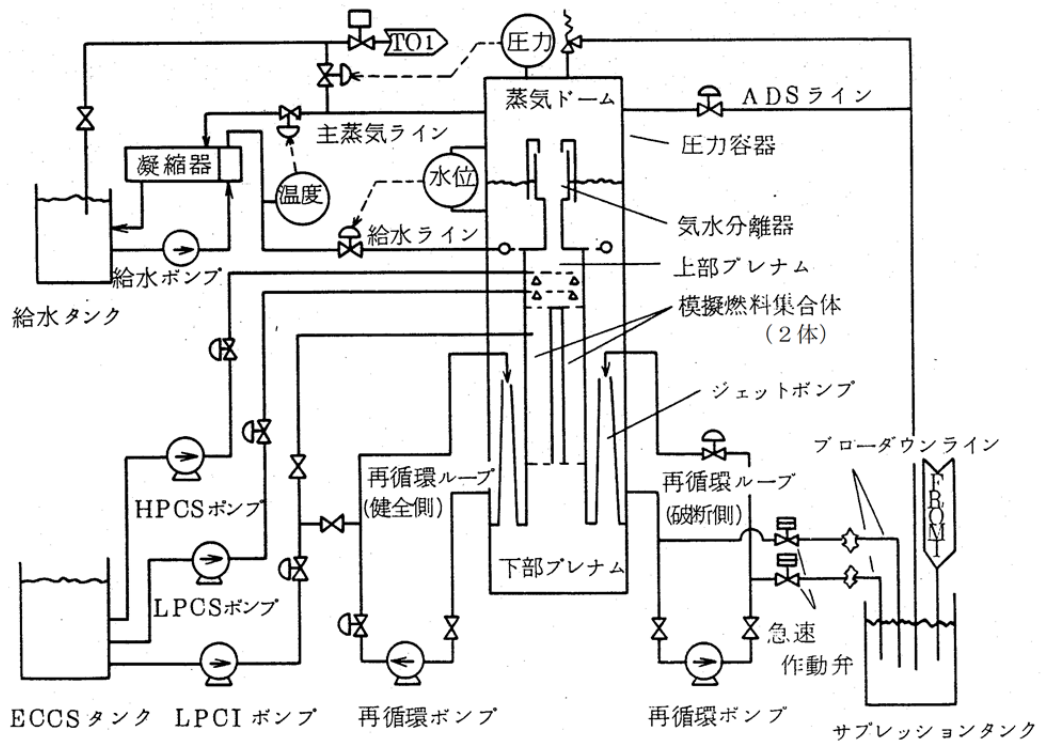 TO1
圧力
蒸気ドーム
ADSライン
主蒸気ライン
圧力容器
凝縮器
温度
水位
気水分離器
給水ライン
給水ポンプ
上部プレナム
給水タンク
模擬燃料集合体
(2体)
ジェットポンプ
ブローダウンライン
再循環ループ
(健全側)
再循環ループ
(破断側)
HPCSポンプ
FROM1
下部プレナム
LPCSポンプ
急速
作動弁
ECCSタンク
LPCIポンプ
再循環ポンプ
再循環ポンプ
サプレッションタンク